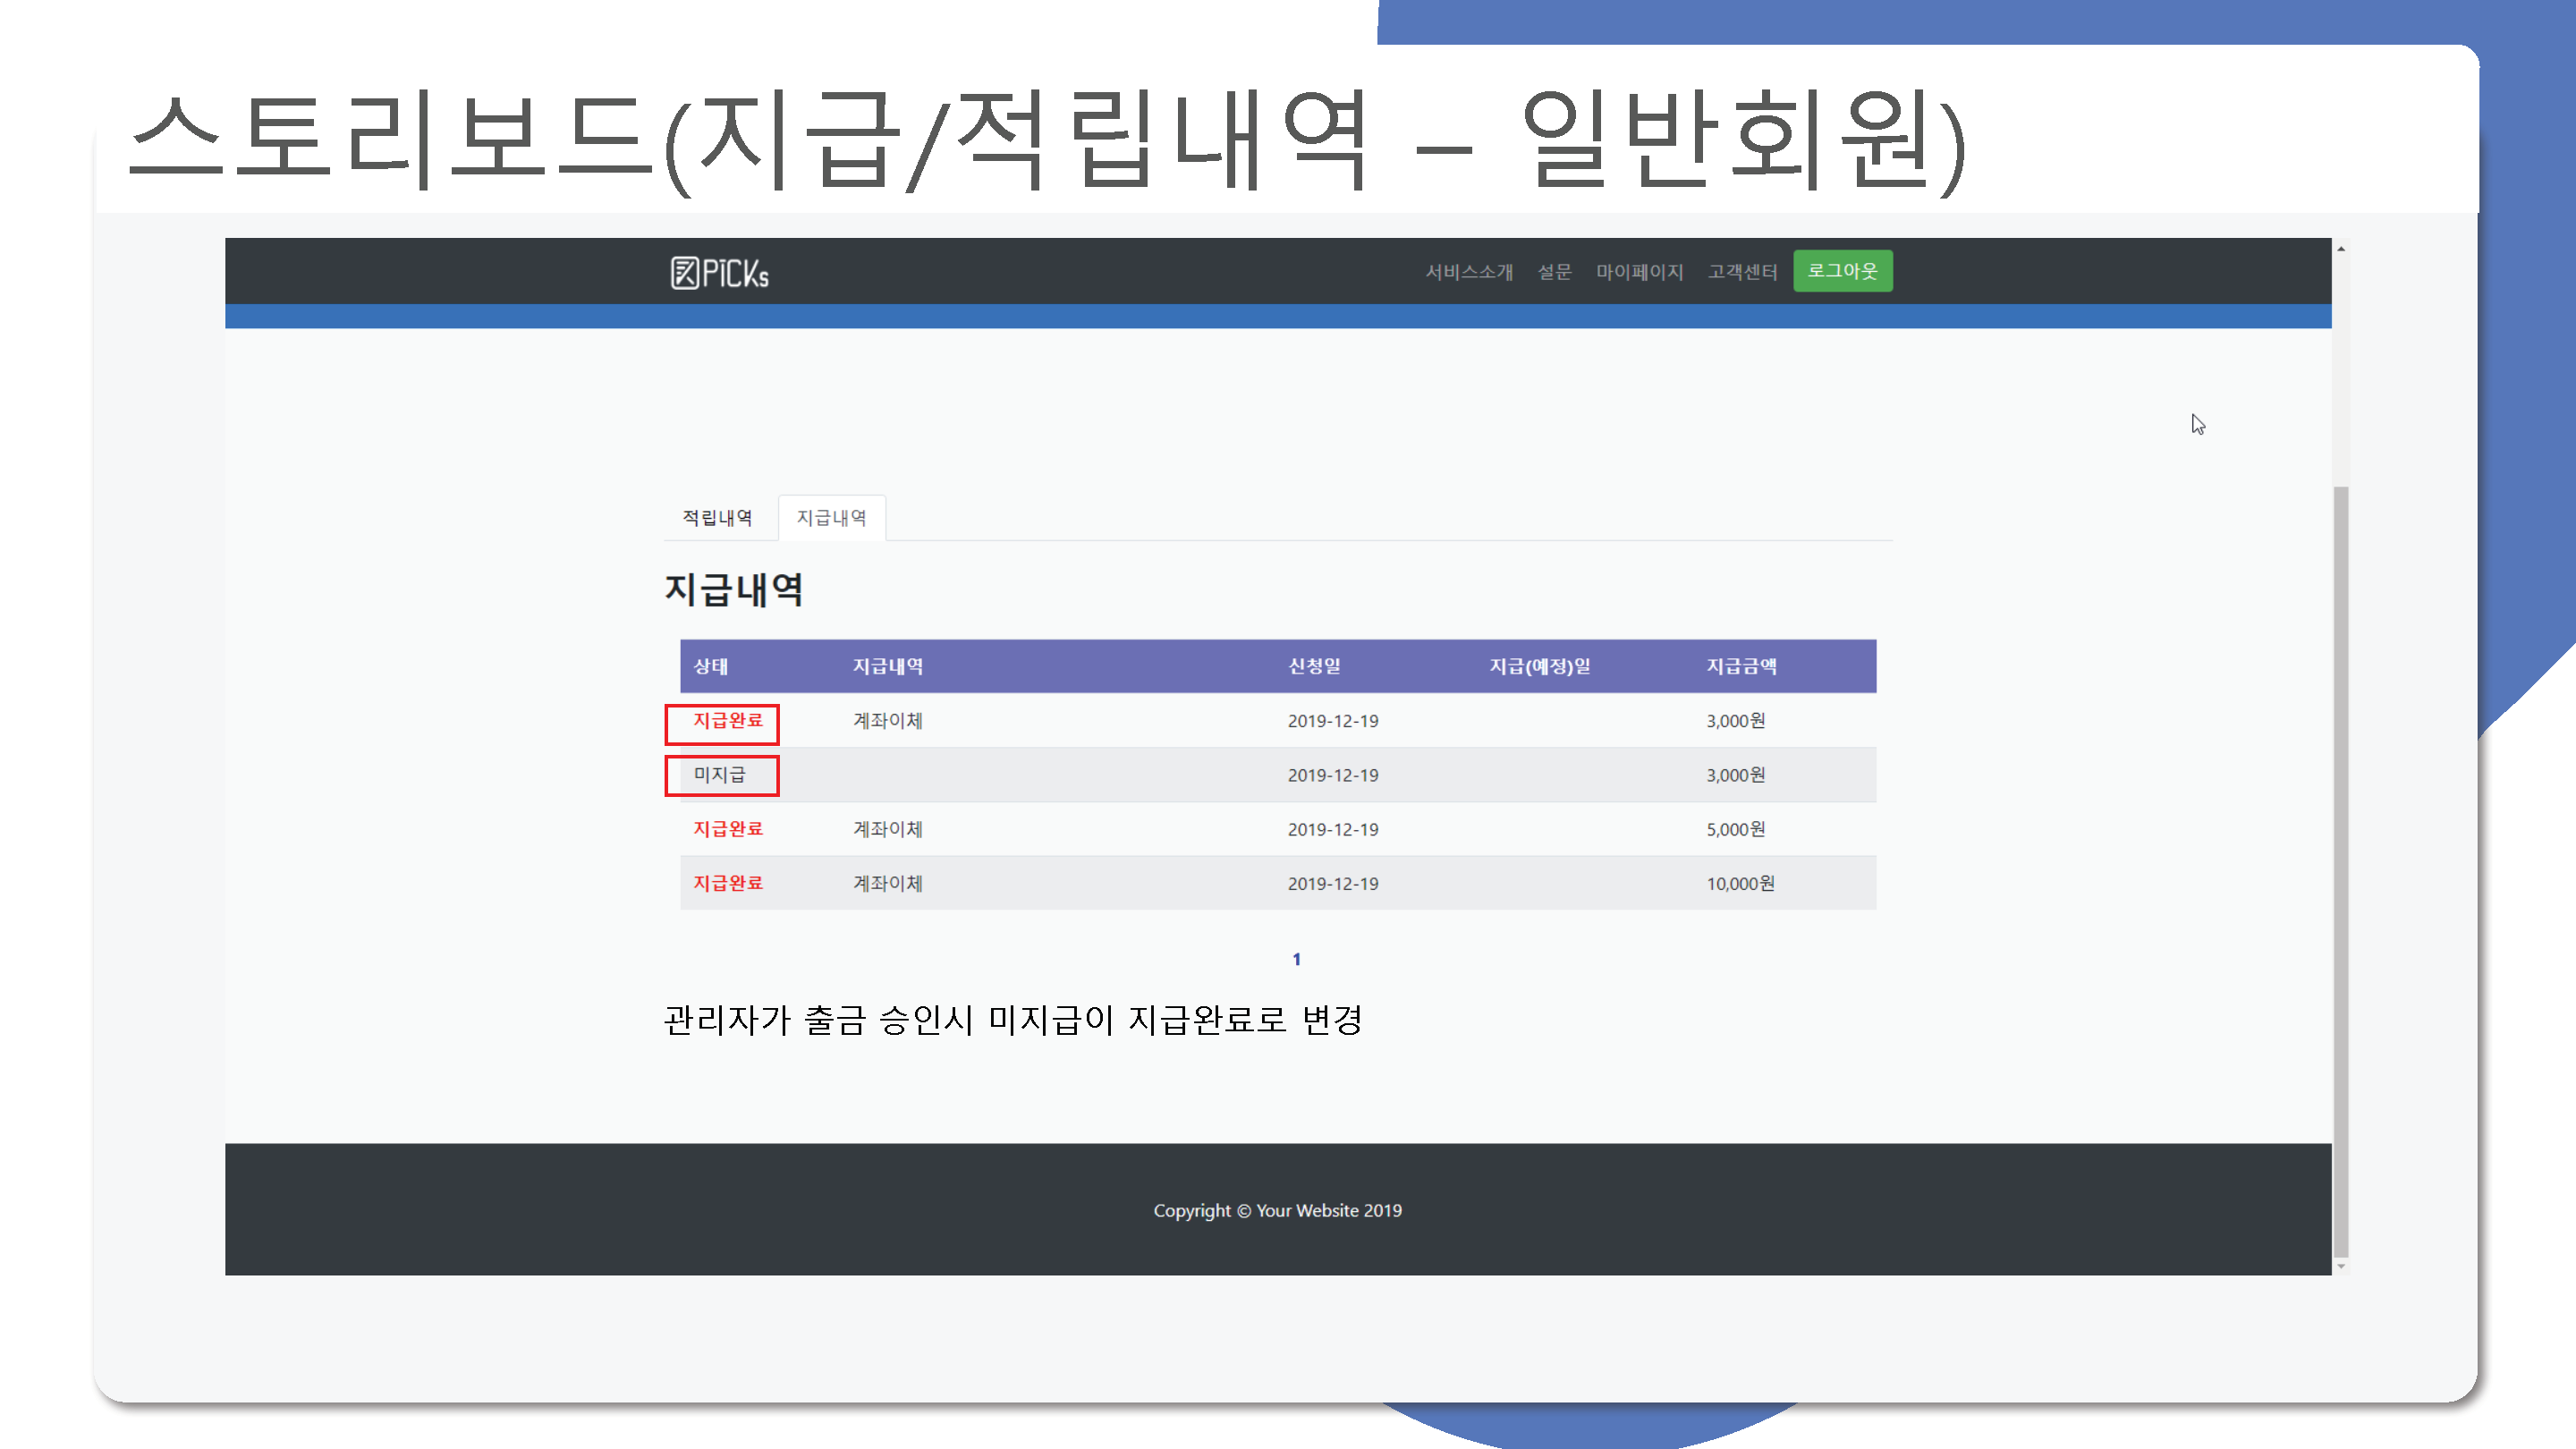 스토리보드(지급/적립내역 – 일반회원)
PiCKs 서비스소개 설문 마이페이지 고객센터 로그아웃
적립내역 지급내역
지급내역
상태 지급내역 신청일 지급(예정)일 지급금액
지급완료 계좌이체 2019-12-19 3,000원
미지급 2019-12-19 3,000원
지급완료 계좌이체 2019-12-19 5,000원
지급완료 계좌이체 2019-12-19 10,000원
1
관리자가 출금 승인시 미지급이 지급완료로 변경
Copyright © Your Website 2019